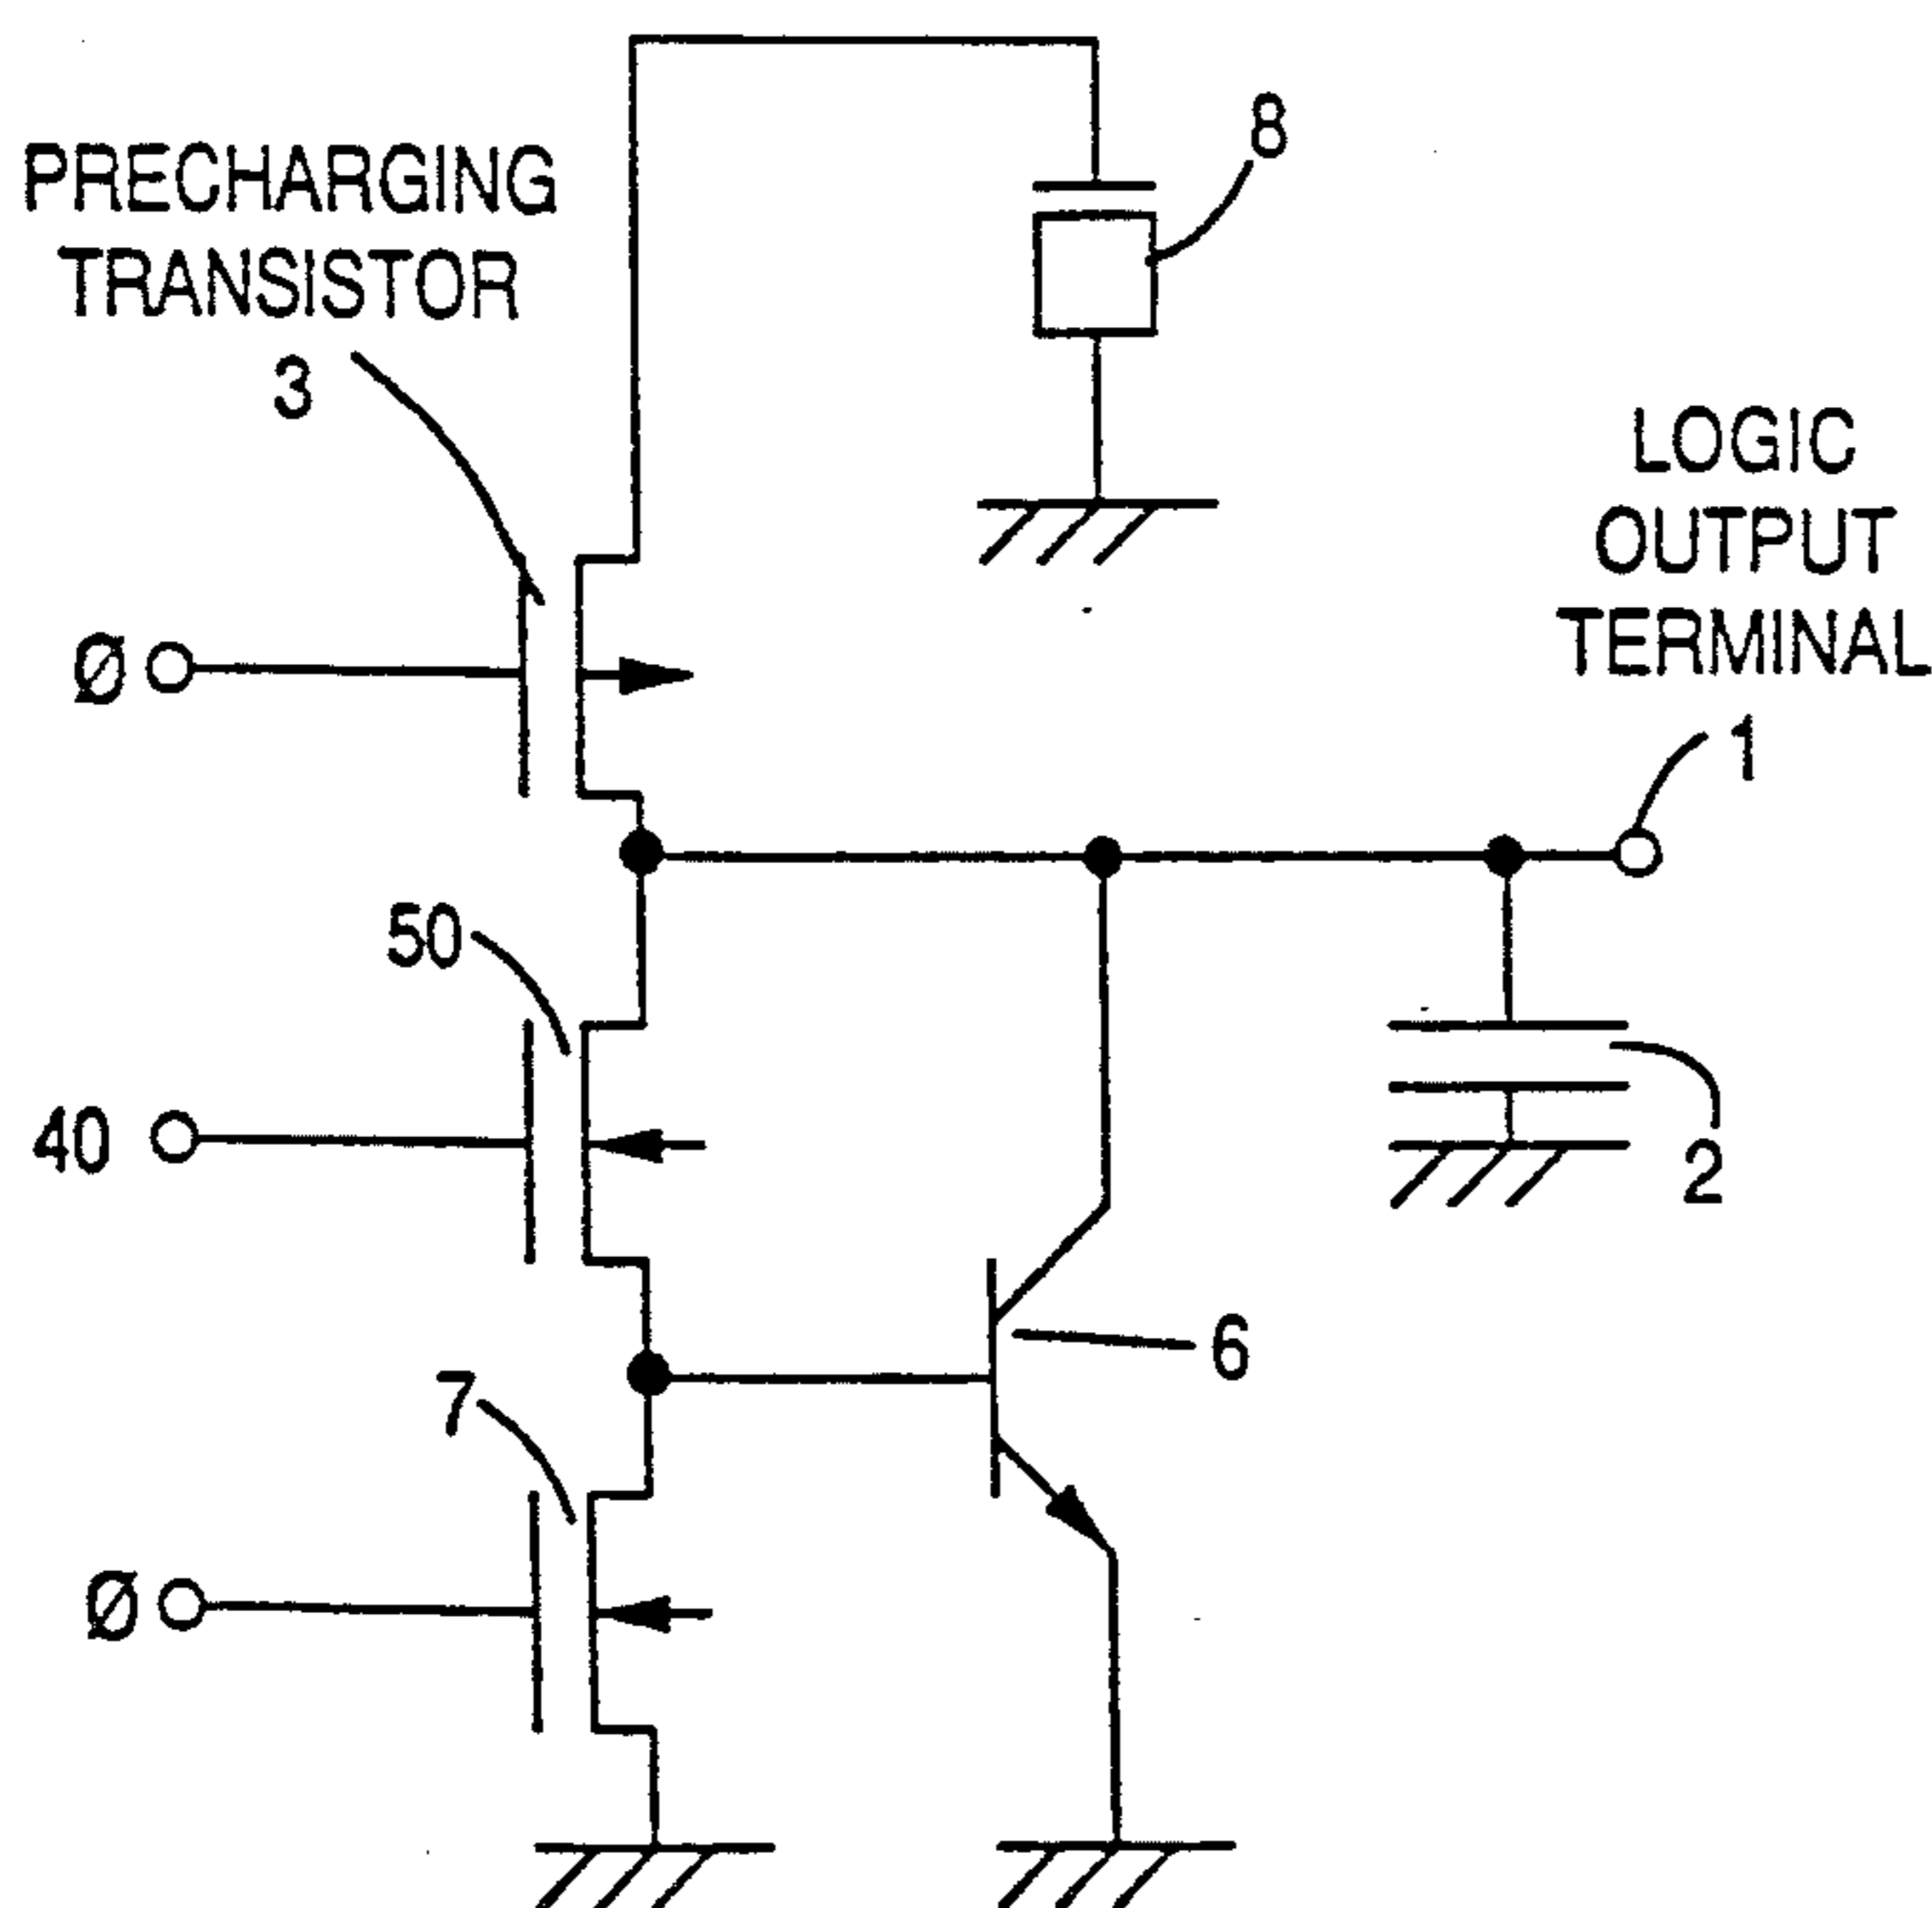 8
PRECHARGING
TRANSISTOR
3
LOGIC
OUTPUT
TERMINAL
Ø
1
50
40
2
6
7
Ø